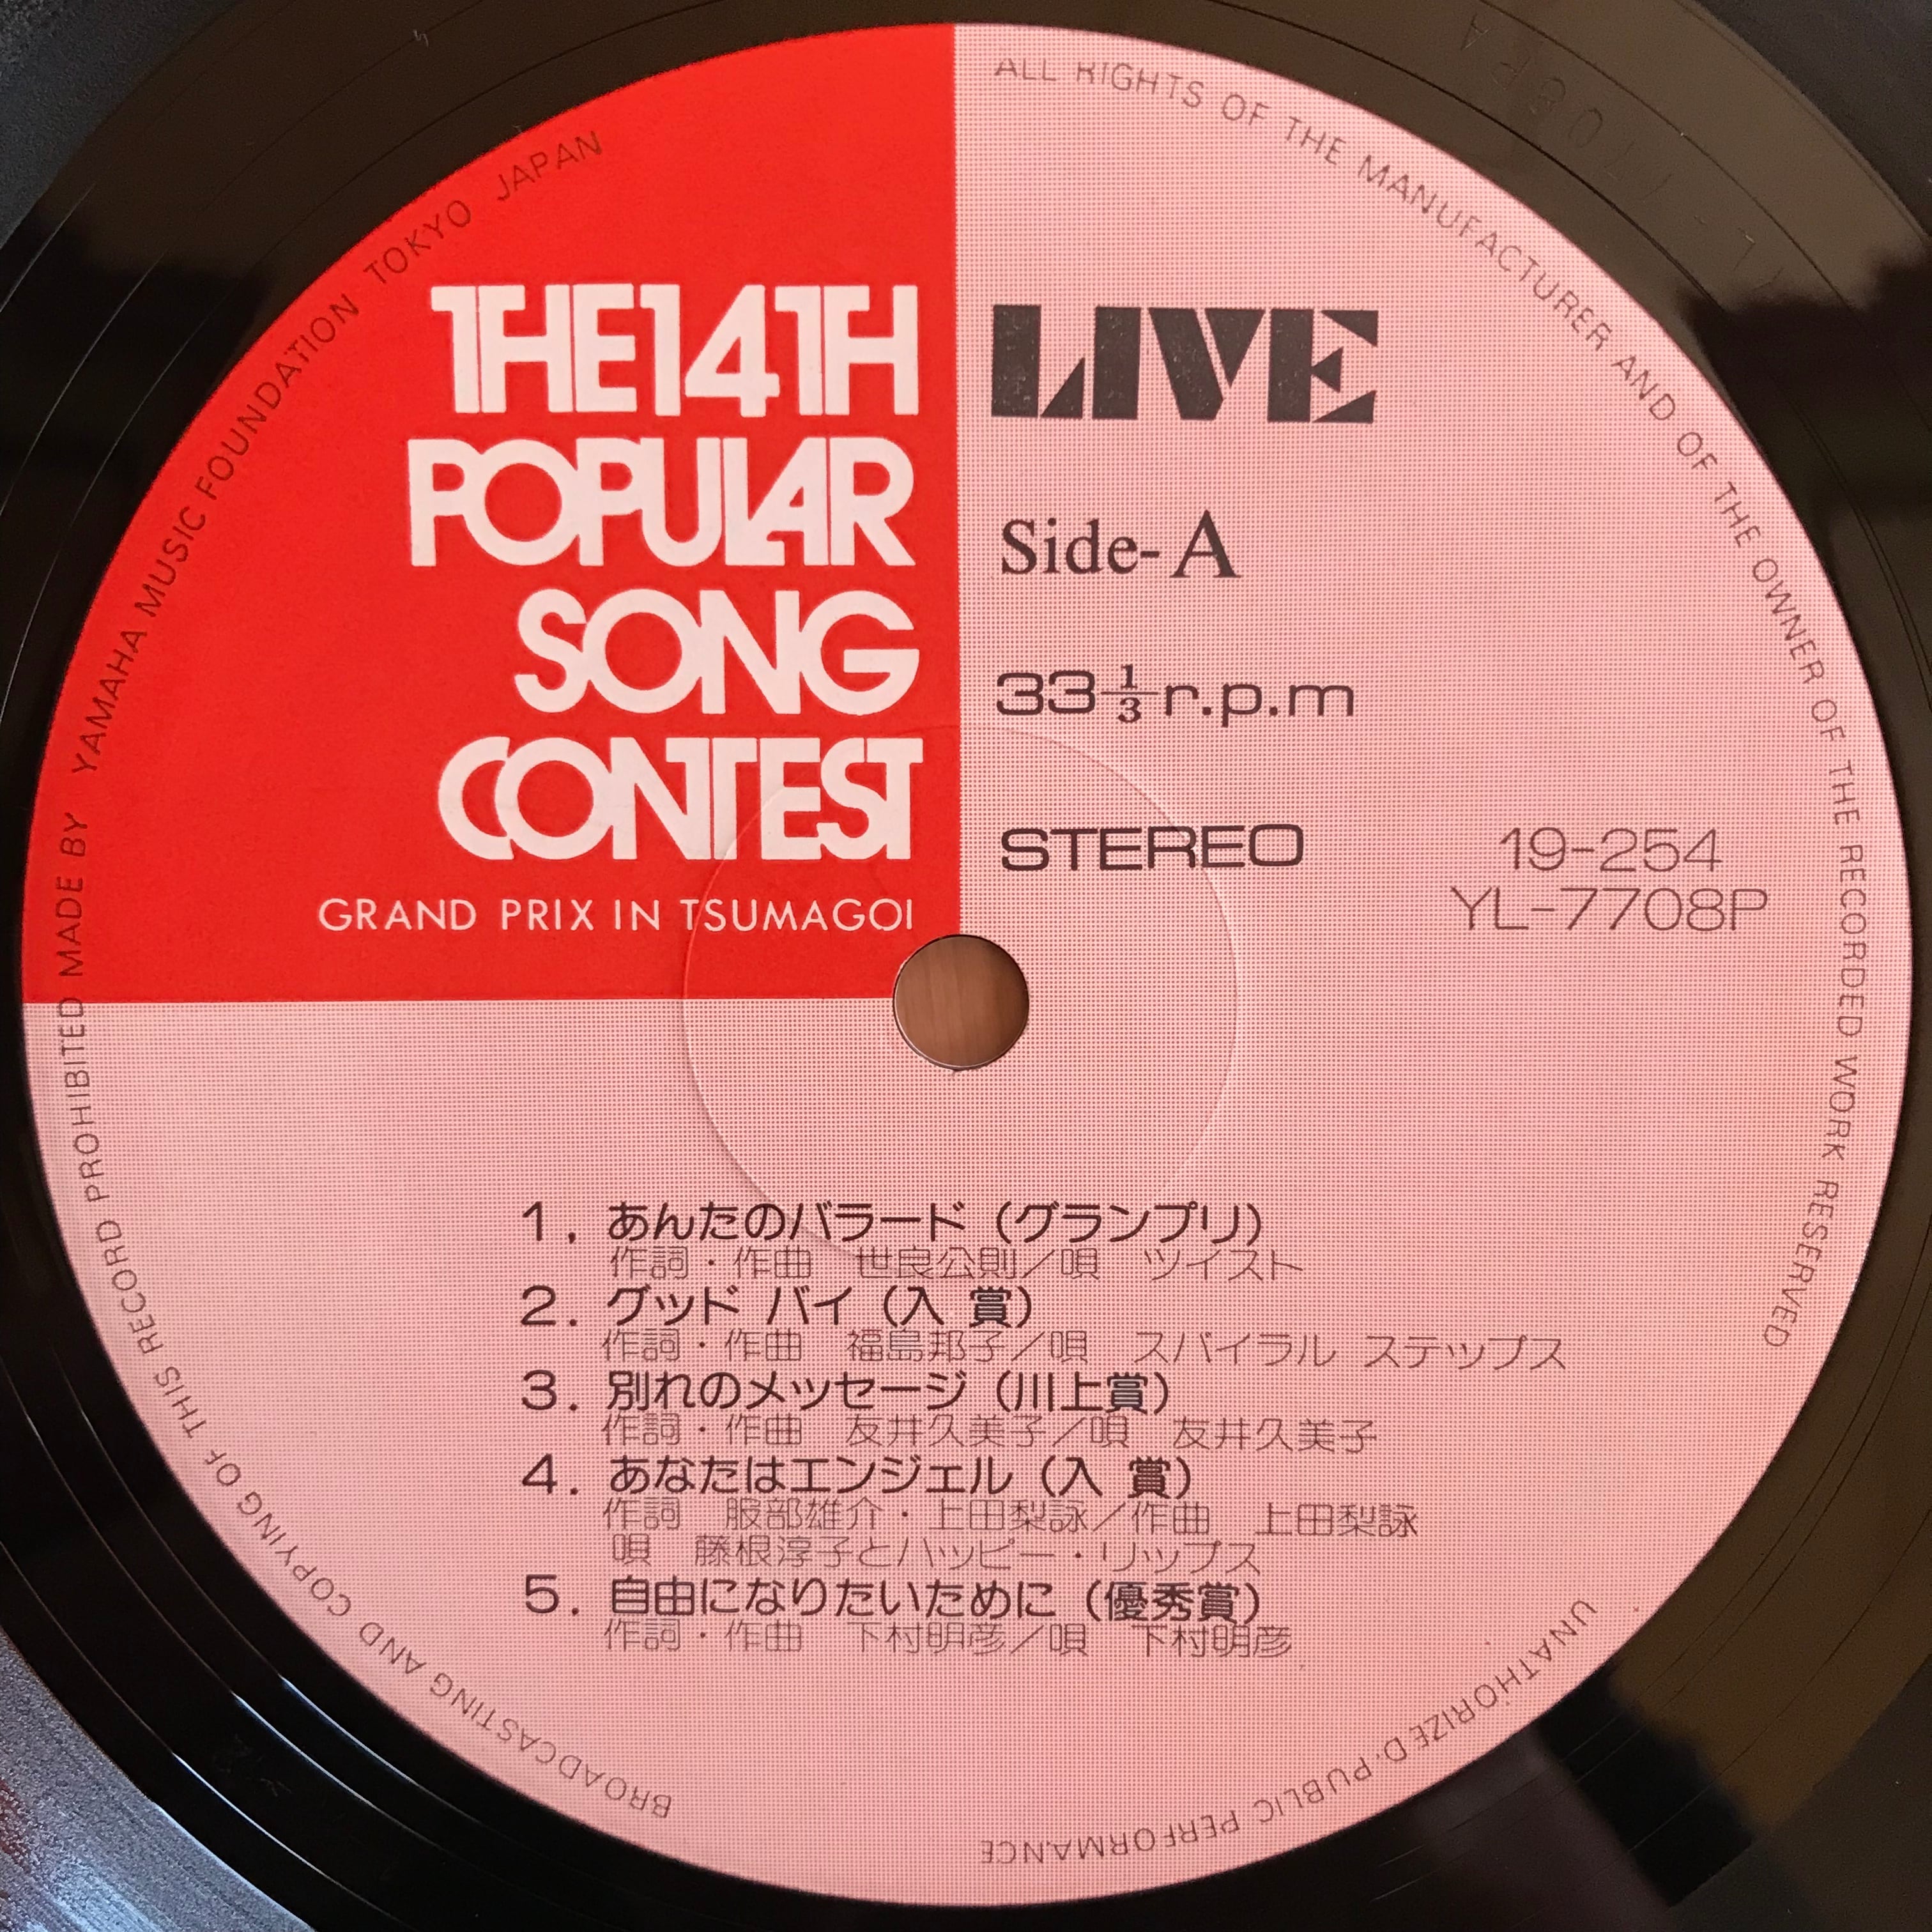 THE 14TH
POPULAR
SONG
CONTEST
GRAND PRIX IN TSUMAGOI
LIVE
Side-A
33 1/3 r.p.m
STEREO
19-254
YL-7708P
1. あんたのバラード（グランプリ）
作詞・作曲 世良公則／唄 ツイスト
2. グッド バイ（入 賞）
作詞・作曲 福島邦子／唄 スパイラル ステップス
3. 別れのメッセージ（川上賞）
作詞・作曲 友井久美子／唄 友井久美子
4. あなたはエンジェル（入 賞）
作詞 服部雄介・上田梨詠／作曲 上田梨詠
唄 藤根淳子とハッピー・リップス
5. 自由になりたいために（優秀賞）
作詞・作曲 下村明彦／唄 下村明彦
ALL RIGHTS OF THE MANUFACTURER AND OF THE OWNER OF THE RECORDED WORK RESERVED
UNATHORIZED. PUBLIC PERFORMANCE
BROADCASTING AND COPYING OF THIS RECORD PROHIBITED MADE BY YAMAHA MUSIC FOUNDATION TOKYO JAPAN